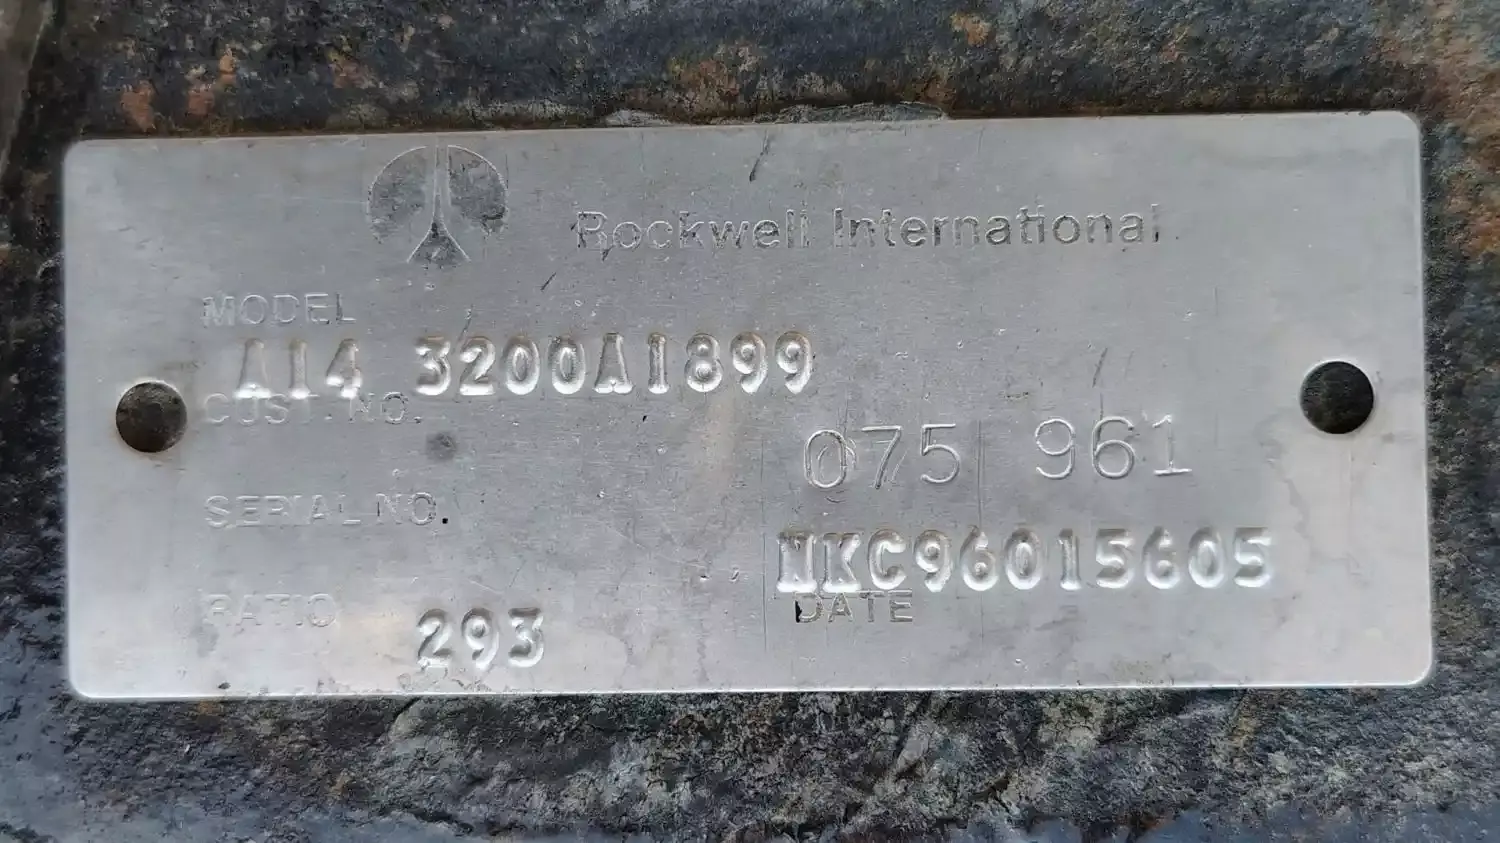 Rockwell International
MODEL
A14 3200A1899
CUST. NO.
075 961
SERIAL NO.
NKC96015605
RATIO 293
DATE